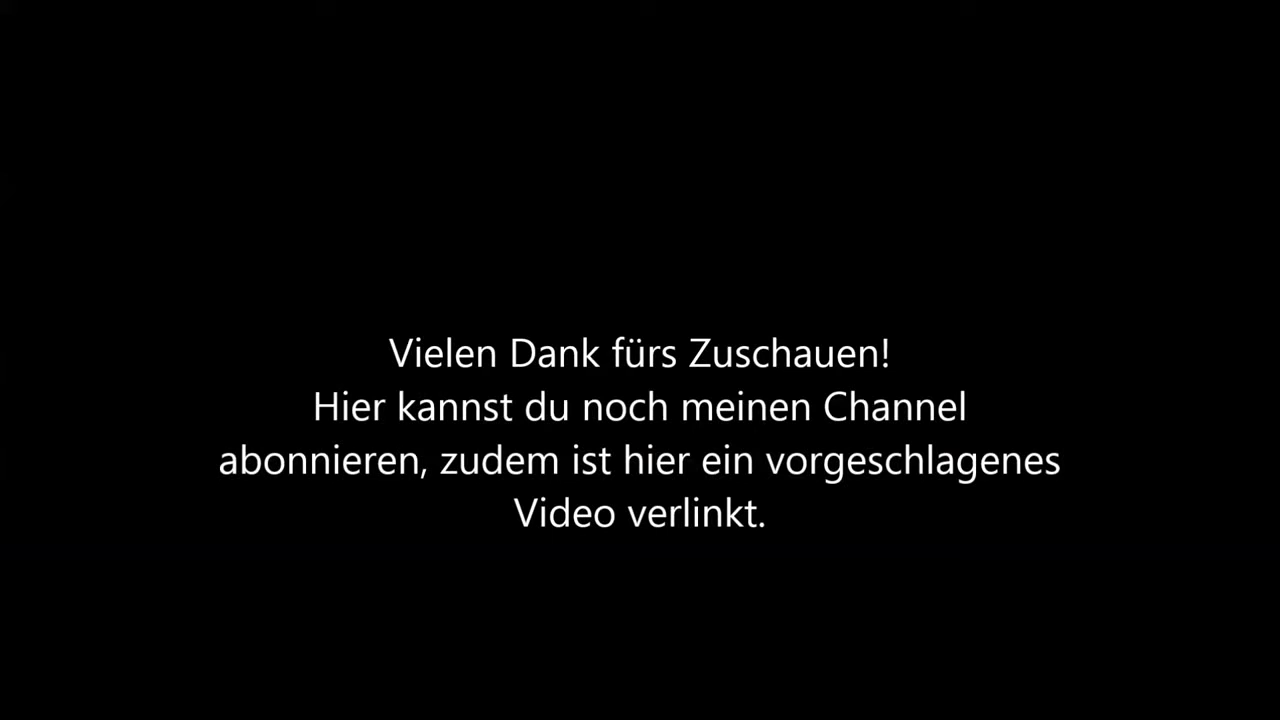 Vielen Dank fürs Zuschauen!
Hier kannst du noch meinen Channel
abonnieren, zudem ist hier ein vorgeschlagenes
Video verlinkt.